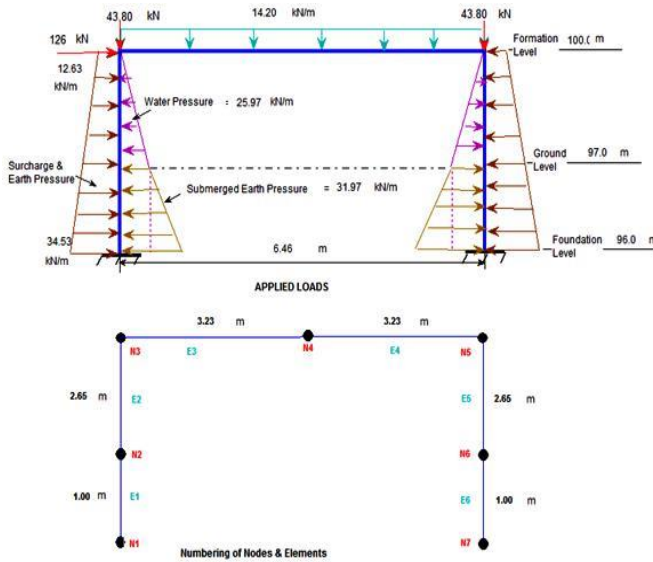 43.80 kN
14.20 kN/m
43.80 kN
126 kN
Formation Level
100.0 m
12.63 kN/m
Water Pressure = 25.97 kN/m
Surcharge & Earth Pressure
Ground Level
97.0 m
Submerged Earth Pressure = 31.97 kN/m
34.53 kN/m
6.46 m
Foundation Level
96.0 m
APPLIED LOADS
3.23 m
3.23 m
N3
E3
N4
E4
N5
2.65 m
E2
E5
2.65 m
N2
N6
1.00 m
E1
E6
1.00 m
N1
N7
Numbering of Nodes & Elements